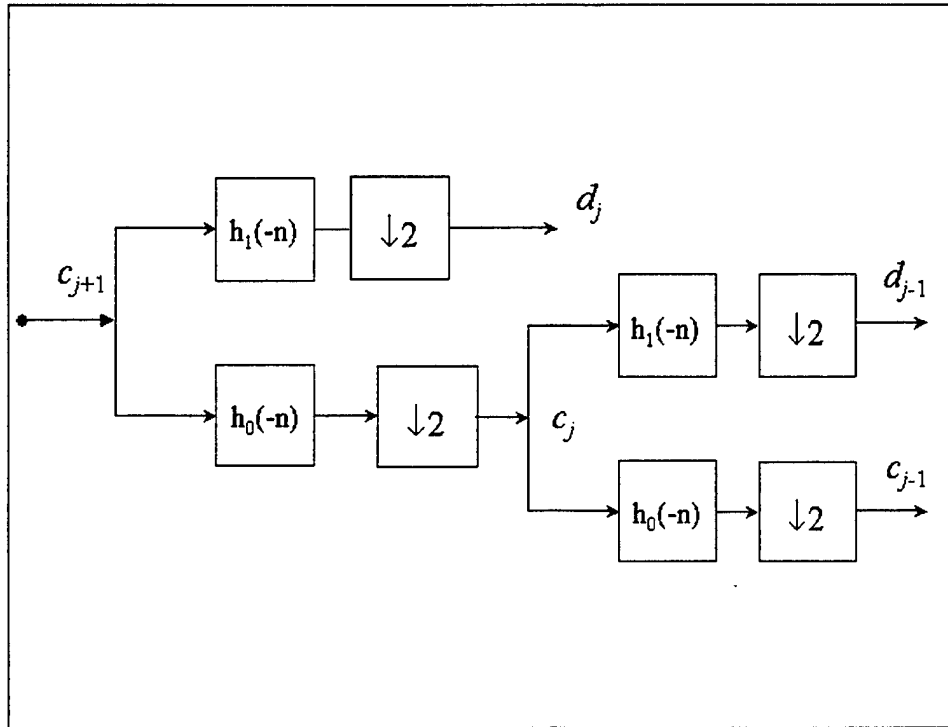 h₁(-n)
↓2
d_j
c_{j+1}
h₁(-n)
↓2
d_{j-1}
h₀(-n)
↓2
c_j
h₀(-n)
↓2
c_{j-1}